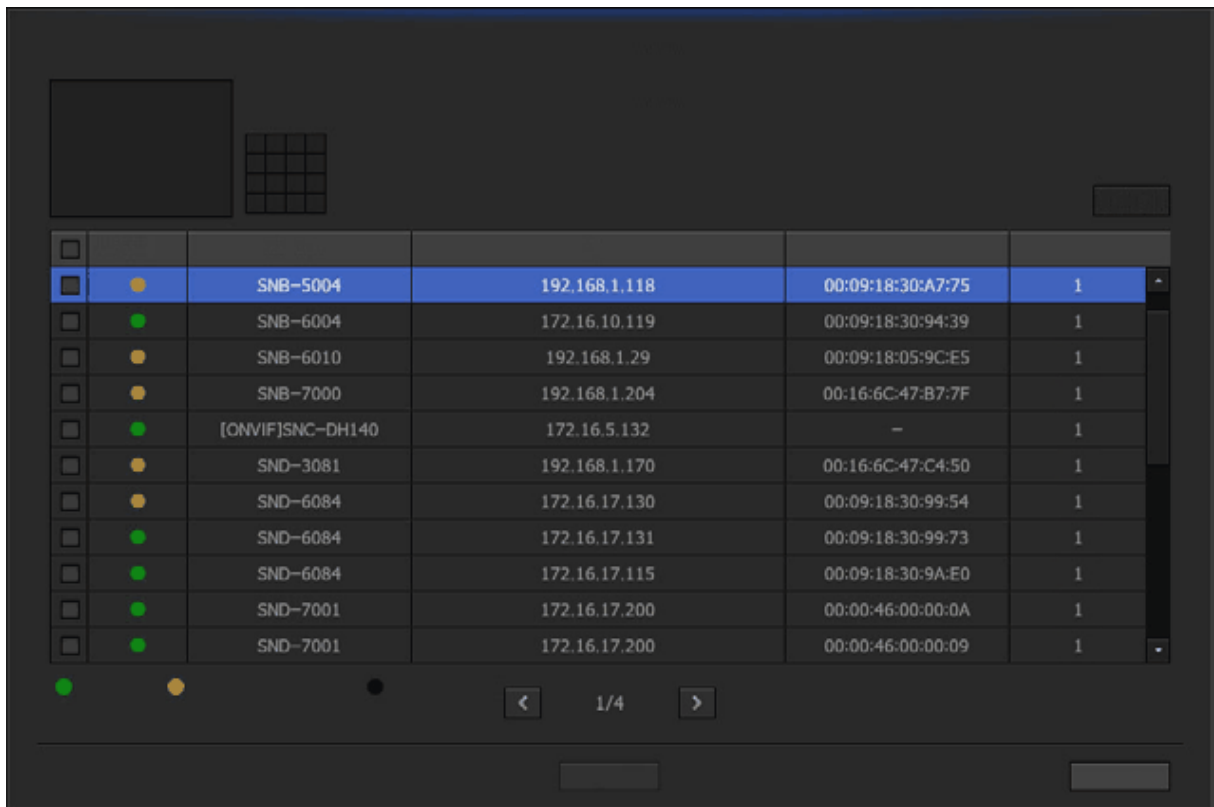 SNB-5004 192.168.1.118 00:09:18:30:A7:75 1
SNB-6004 172.16.10.119 00:09:18:30:94:39 1
SNB-6010 192.168.1.29 00:09:18:05:9C:E5 1
SNB-7000 192.168.1.204 00:16:6C:47:B7:7F 1
[ONVIF]SNC-DH140 172.16.5.132 - 1
SND-3081 192.168.1.170 00:16:6C:47:C4:50 1
SND-6084 172.16.17.130 00:09:18:30:99:54 1
SND-6084 172.16.17.131 00:09:18:30:99:73 1
SND-6084 172.16.17.115 00:09:18:30:9A:E0 1
SND-7001 172.16.17.200 00:00:46:00:00:0A 1
SND-7001 172.16.17.200 00:00:46:00:00:09 1
1/4